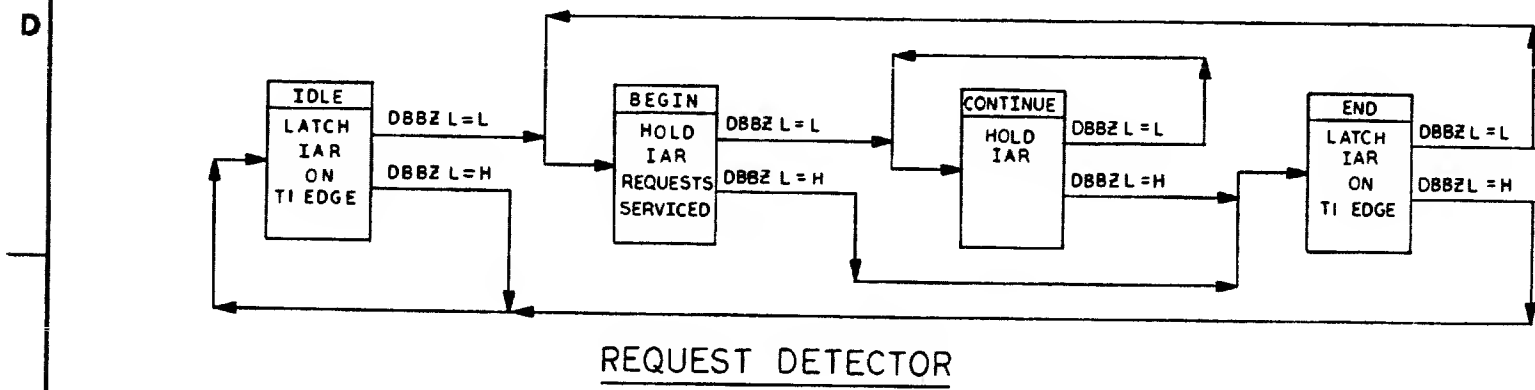 D
IDLE
LATCH
IAR
ON
TI EDGE
DBBZ L=L
DBBZ L=H
BEGIN
HOLD
IAR
REQUESTS
SERVICED
DBBZ L=L
DBBZ L=H
CONTINUE
HOLD
IAR
DBBZ L=L
DBBZ L=H
END
LATCH
IAR
ON
TI EDGE
DBBZ L=L
DBBZ L=H
REQUEST DETECTOR